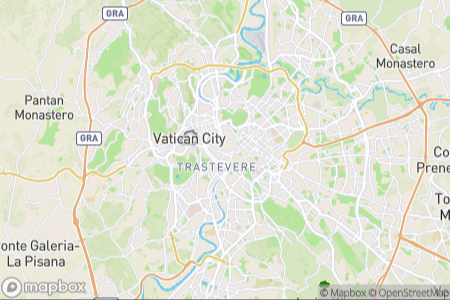 GRA
GRA
Casal
Monastero
Pantan
Monastero
GRA
Vatican City
TRASTEVERE
Co
Prene
To
M
onte Galeria-
La Pisana
mapbox
© Mapbox © OpenStreetMap